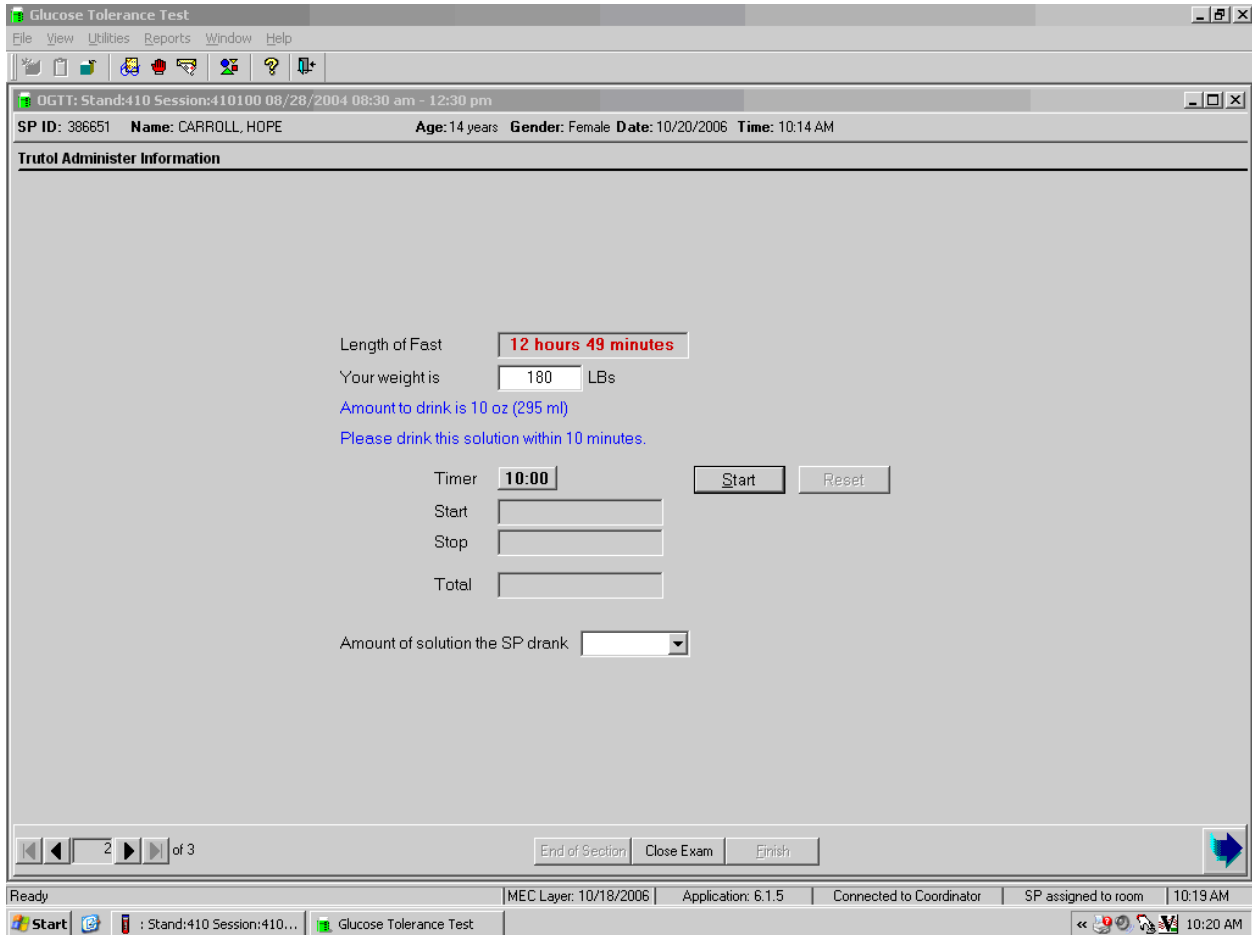 Glucose Tolerance Test
File View Utilities Reports Window Help
OGTT: Stand:410 Session:410100 08/28/2004 08:30 am - 12:30 pm
SP ID: 386651 Name: CARROLL, HOPE Age: 14 years Gender: Female Date: 10/20/2006 Time: 10:14 AM
Trutol Administer Information
Length of Fast 12 hours 49 minutes
Your weight is 180 LBs
Amount to drink is 10 oz (295 ml)
Please drink this solution within 10 minutes.
Timer 10:00 Start Reset
Start
Stop
Total
Amount of solution the SP drank
2 of 3 End of Section Close Exam Finish
Ready MEC Layer: 10/18/2006 Application: 6.1.5 Connected to Coordinator SP assigned to room 10:19 AM
Start : Stand:410 Session:410... Glucose Tolerance Test « 10:20 AM